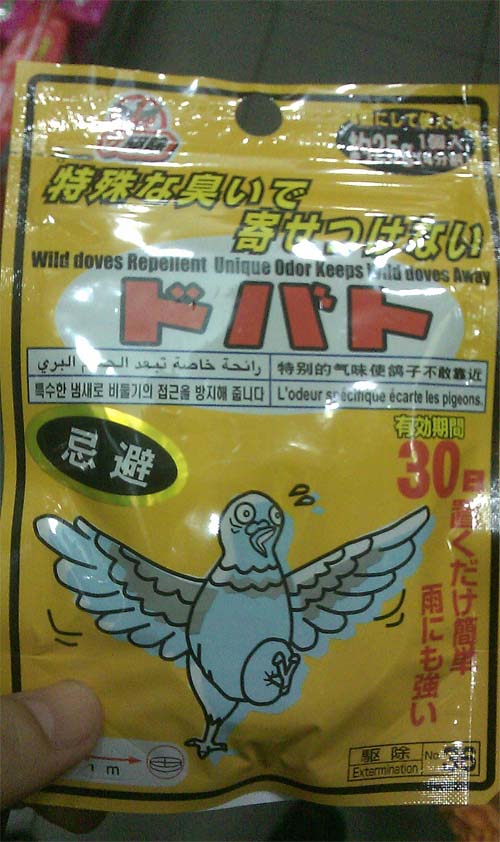 特殊な臭いで
寄せつけない
Wild doves Repellent Unique Odor Keeps Wild doves Away
ドバト
رائحة خاصة تبعد الحمام البري
特别的气味使鸽子不敢靠近
특수한 냄새로 비둘기의 접근을 방지해 줍니다
L'odeur specifique écarte les pigeons.
忌避
有効期間
30日
置くだけ簡単
雨にも強い
1m
駆除
Extermination
No.